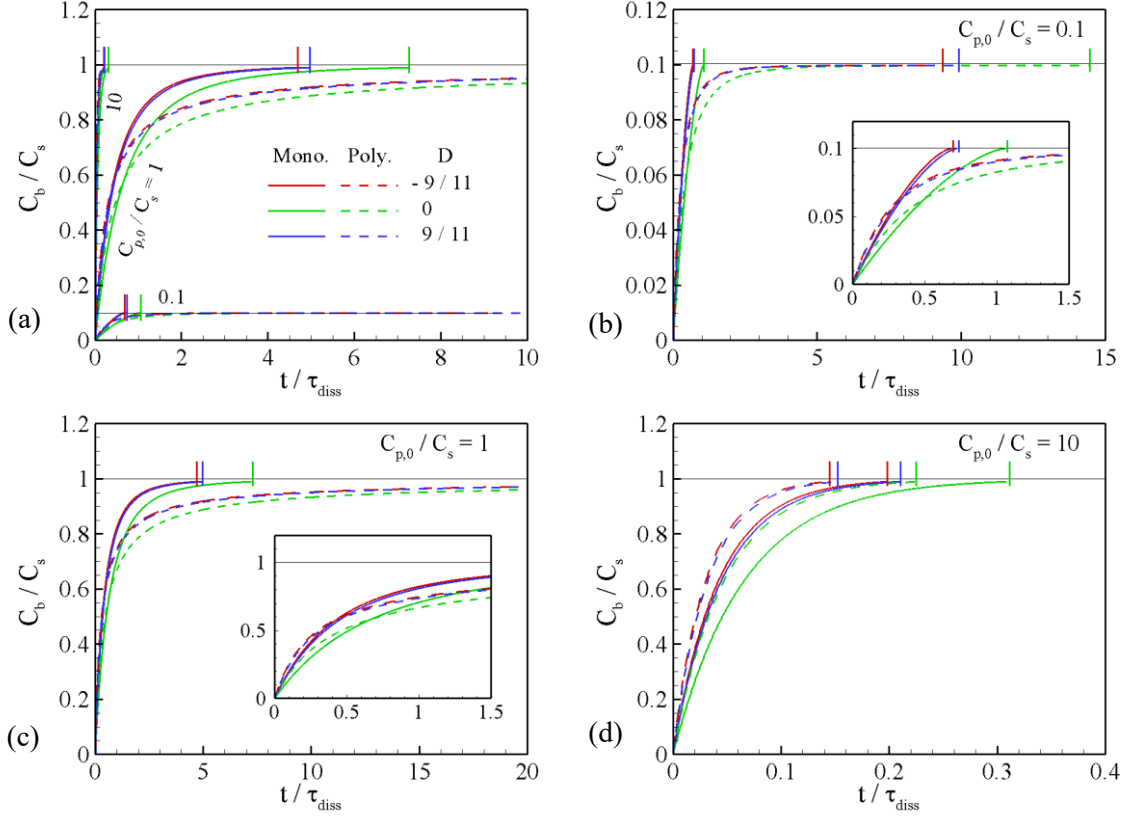 1.2
1
0.8
0.6
0.4
0.2
0
C_b / C_s
10
C_p,0 / C_s = 1
0.1
Mono. Poly. D
- 9 / 11
0
9 / 11
0 2 4 6 8 10
t / τ_diss
(a)
C_p,0 / C_s = 0.1
0.12
0.1
0.08
0.06
0.04
0.02
0
C_b / C_s
0.1
0.05
0
0 0.5 1 1.5
0 5 10 15
t / τ_diss
(b)
C_p,0 / C_s = 1
1.2
1
0.8
0.6
0.4
0.2
0
C_b / C_s
1
0.5
0
0 0.5 1 1.5
0 5 10 15 20
t / τ_diss
(c)
C_p,0 / C_s = 10
1.2
1
0.8
0.6
0.4
0.2
0
C_b / C_s
0 0.1 0.2 0.3 0.4
t / τ_diss
(d)